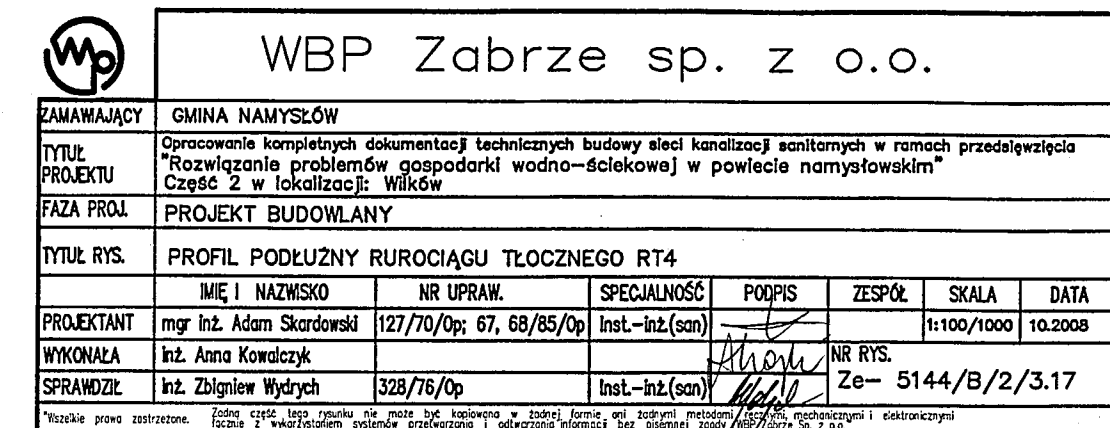 Wp
WBP Zabrze sp. z o.o.
ZAMAWIAJĄCY GMINA NAMYSŁÓW
TYTUŁ PROJEKTU
Opracowanie kompletnych dokumentacji technicznych budowy sieci kanalizacji sanitarnych w ramach przedsięwzięcia
"Rozwiązanie problemów gospodarki wodno-ściekowej w powiecie namysłowskim"
Część 2 w lokalizacji: Wilków
FAZA PROJ. PROJEKT BUDOWLANY
TYTUŁ RYS. PROFIL PODŁUŻNY RUROCIĄGU TŁOCZNEGO RT4
IMIĘ I NAZWISKO NR UPRAW. SPECJALNOŚĆ PODPIS ZESPÓŁ SKALA DATA
PROJEKTANT mgr inż. Adam Skardowski 127/70/Op; 67, 68/85/Op Inst.-inż.(san) 1:100/1000 10.2008
WYKONAŁA inż. Anna Kowalczyk NR RYS.
SPRAWDZIŁ inż. Zbigniew Wydrych 328/76/Op Inst.-inż.(san) Ze- 5144/B/2/3.17
"Wszelkie prawa zastrzeżone. Żadna część tego rysunku nie może być kopiowana w żadnej formie ani żadnymi metodami ręcznymi, mechanicznymi i elektronicznymi
łącznie z wykorzystaniem systemów przetwarzania i odtwarzania informacji bez pisemnej zgody WBP Zabrze Sp. z o.o.